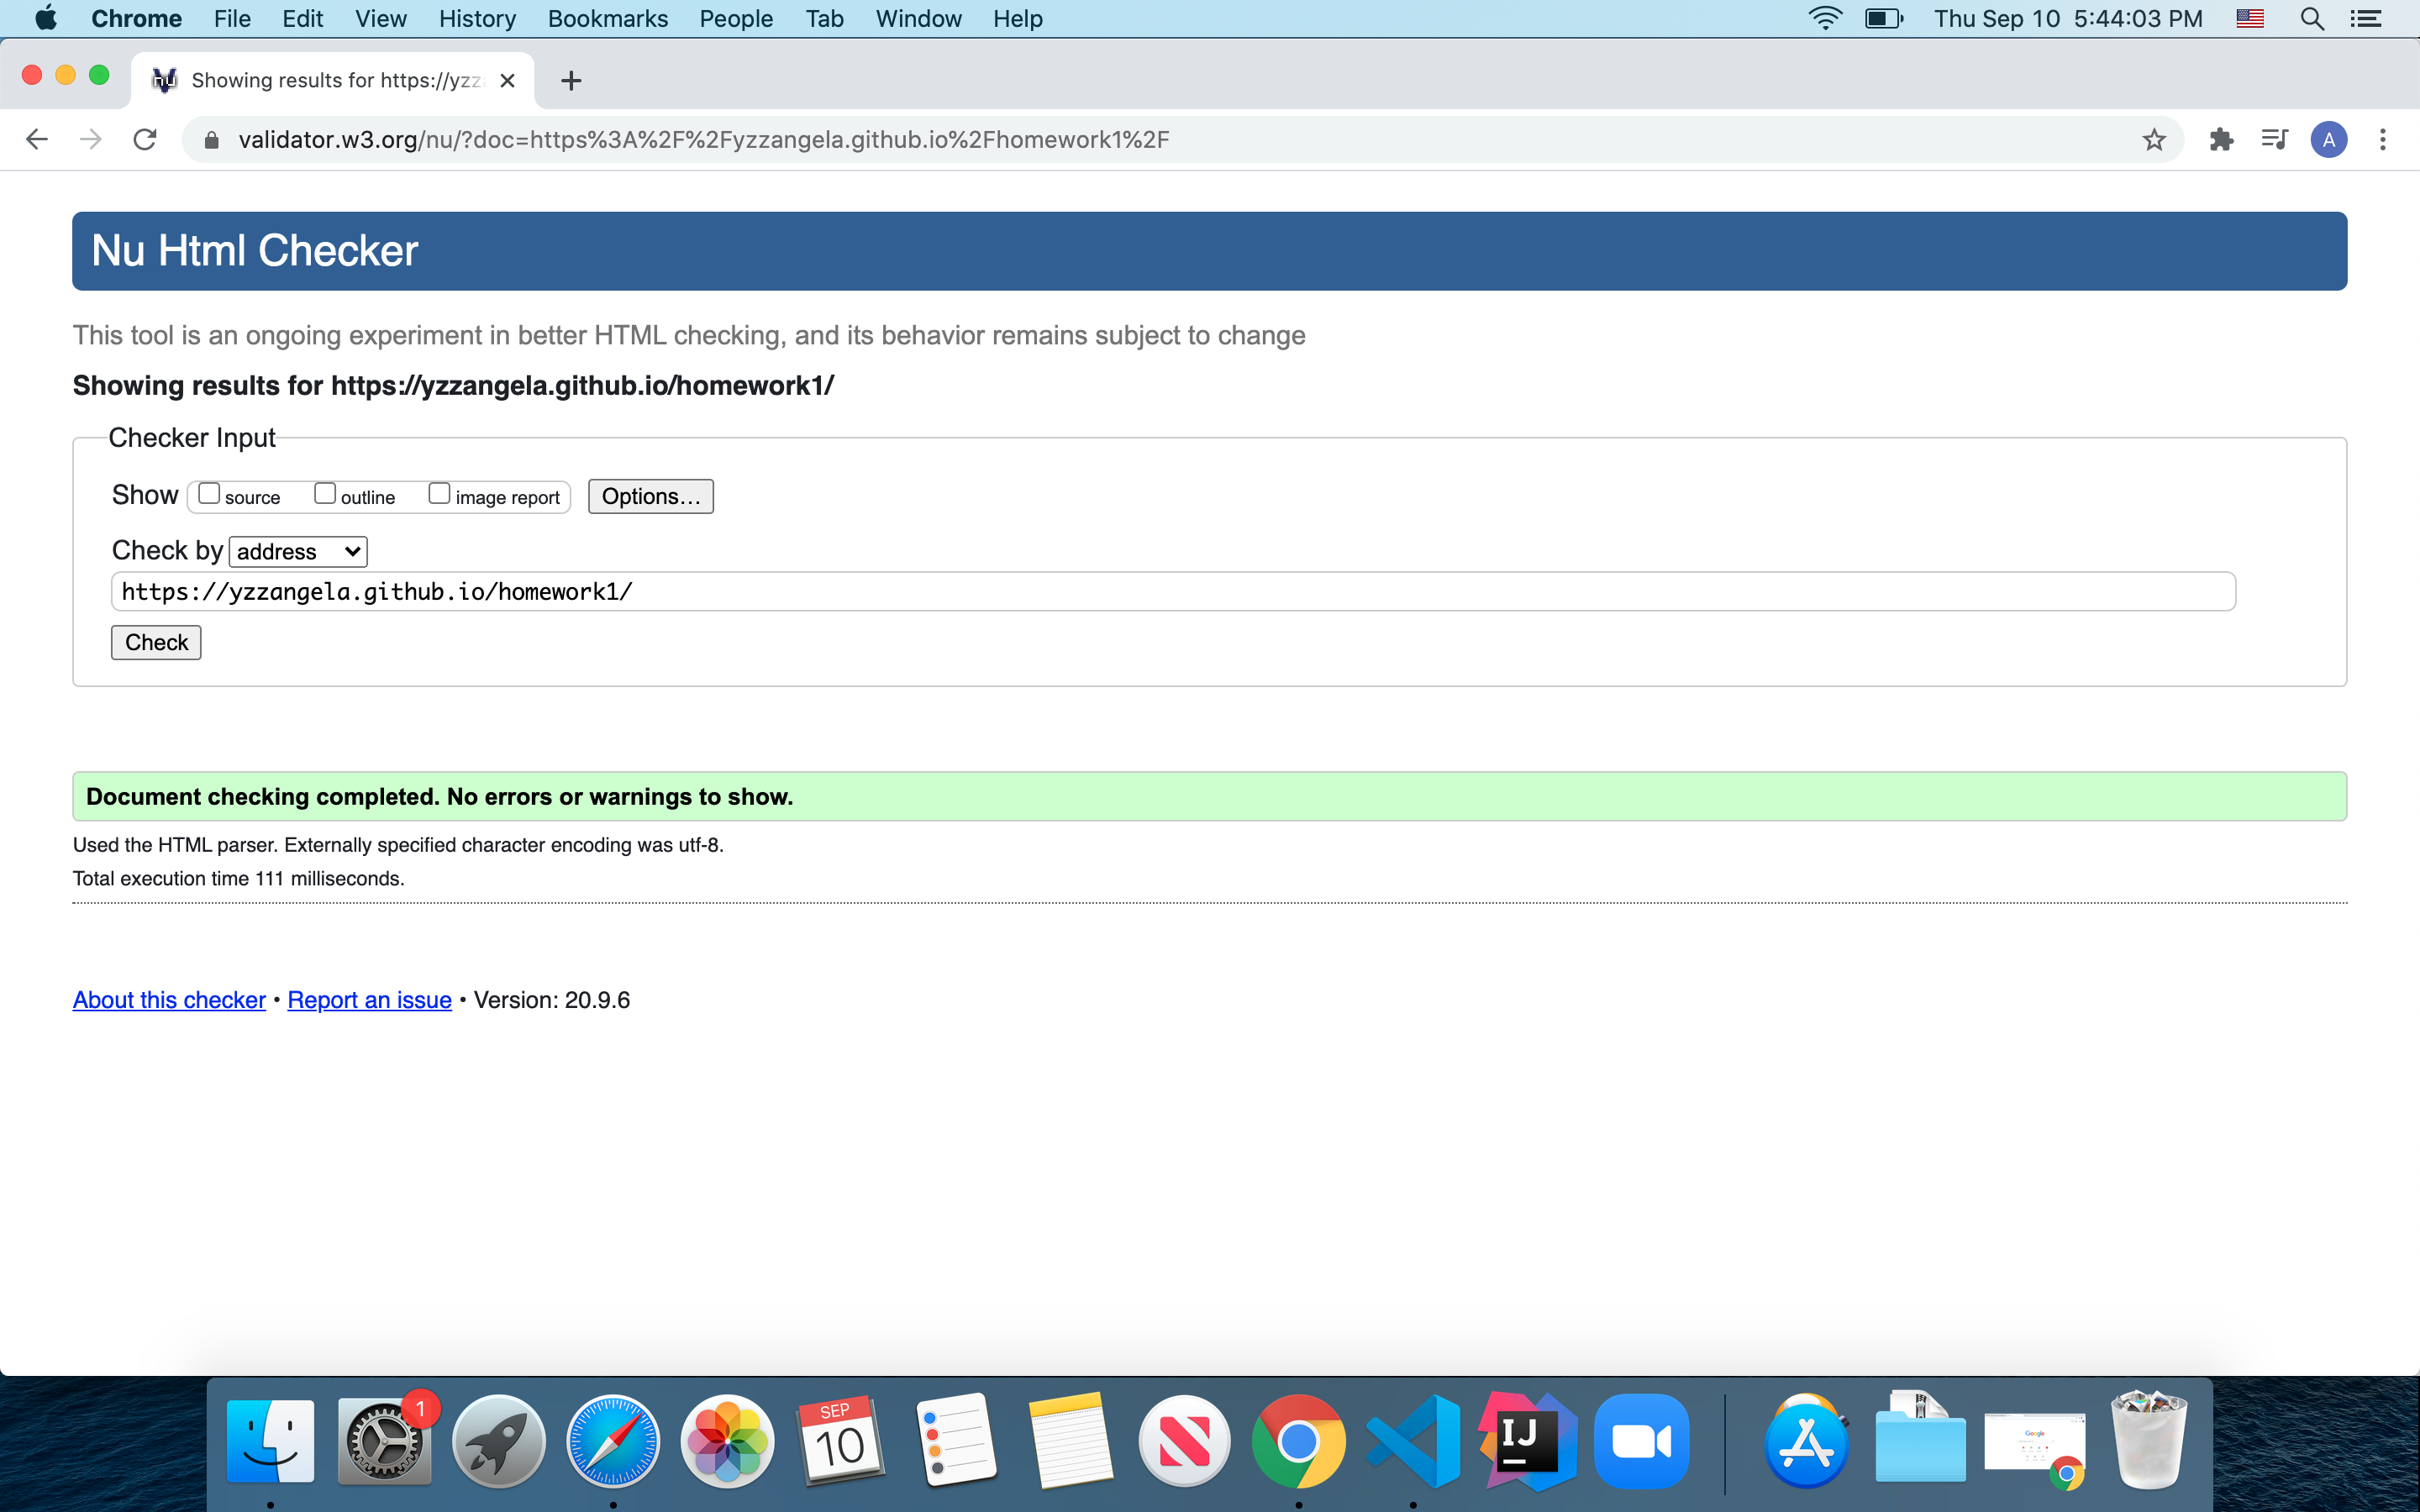 Chrome File Edit View History Bookmarks People Tab Window Help Thu Sep 10 5:44:03 PM
Showing results for https://yzz
validator.w3.org/nu/?doc=https%3A%2F%2Fyzzangela.github.io%2Fhomework1%2F
A
Nu Html Checker
This tool is an ongoing experiment in better HTML checking, and its behavior remains subject to change
Showing results for https://yzzangela.github.io/homework1/
Checker Input
Show source outline image report Options...
Check by address
https://yzzangela.github.io/homework1/
Check
Document checking completed. No errors or warnings to show.
Used the HTML parser. Externally specified character encoding was utf-8.
Total execution time 111 milliseconds.
About this checker • Report an issue • Version: 20.9.6
1
SEP
10
IJ
Google